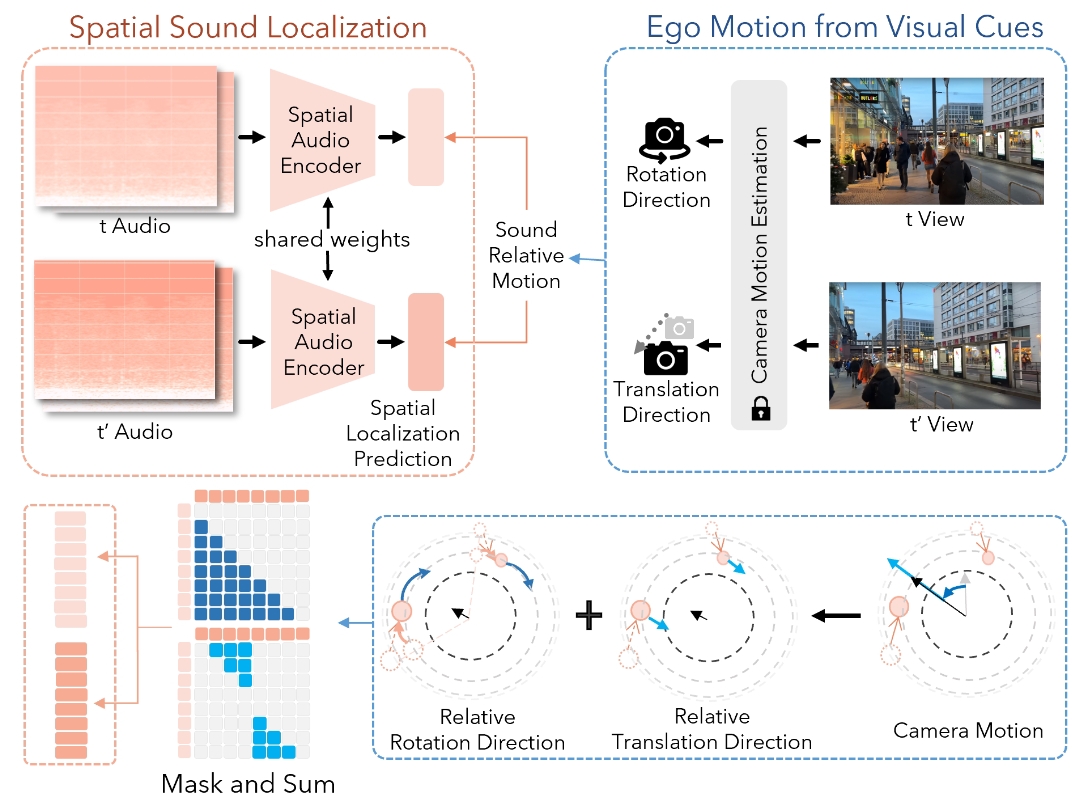 Spatial Sound Localization
Ego Motion from Visual Cues
Spatial
Audio
Encoder
t Audio
shared weights
Spatial
Audio
Encoder
t’ Audio
Spatial
Localization
Prediction
Sound
Relative
Motion
Rotation
Direction
Translation
Direction
Camera Motion Estimation
OUTLERS
t View
t’ View
Mask and Sum
Relative
Rotation Direction
Relative
Translation Direction
Camera Motion